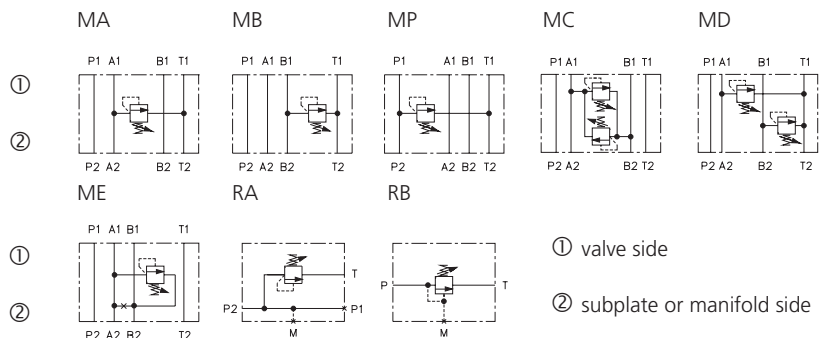 MA MB MP MC MD
P1 A1 B1 T1 P1 A1 B1 T1 P1 A1 B1 T1 P1 A1 B1 T1 P1 A1 B1 T1
①
②
P2 A2 B2 T2 P2 A2 B2 T2 P2 A2 B2 T2 P2 A2 B2 T2 P2 A2 B2 T2
ME RA RB
P1 A1 B1 T1
① ① valve side
T P T
② P2 P1 ② subplate or manifold side
P2 A2 B2 T2 M M